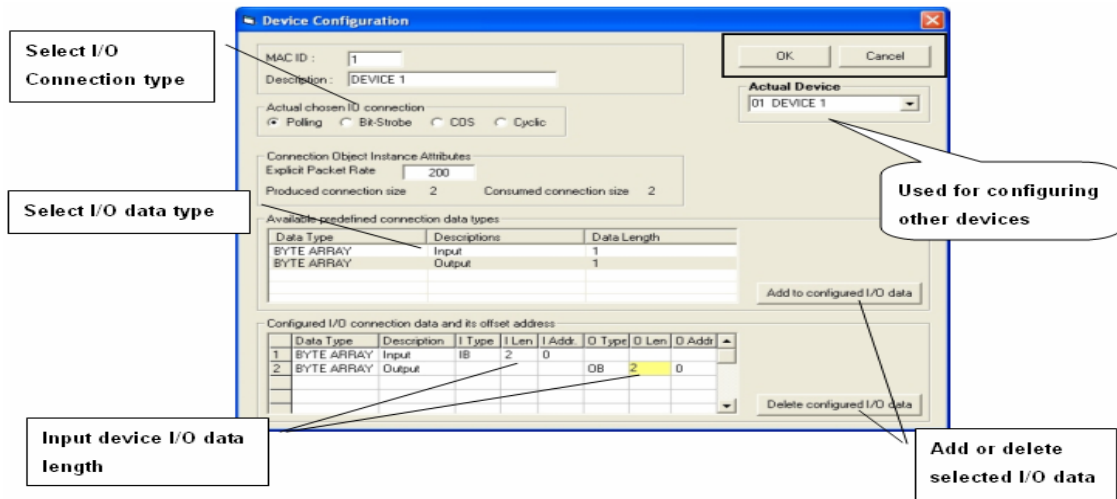 Device Configuration
Select I/O
Connection type
MAC ID : 1
Description : DEVICE 1
OK Cancel
Actual Device
01 DEVICE 1
Actual chosen IO connection
Polling Bit-Strobe COS Cyclic
Connection Object Instance Attributes
Explicit Packet Rate 200
Produced connection size 2 Consumed connection size 2
Used for configuring
other devices
Select I/O data type
Available predefined connection data types
Data Type Descriptions Data Length
BYTE ARRAY Input 1
BYTE ARRAY Output 1
Add to configured I/O data
Configured I/O connection data and its offset address
Data Type Description I Type I Len I Addr. O Type O Len O Addr
1 BYTE ARRAY Input IB 2 0
2 BYTE ARRAY Output OB 2 0
Delete configured I/O data
Input device I/O data
length
Add or delete
selected I/O data